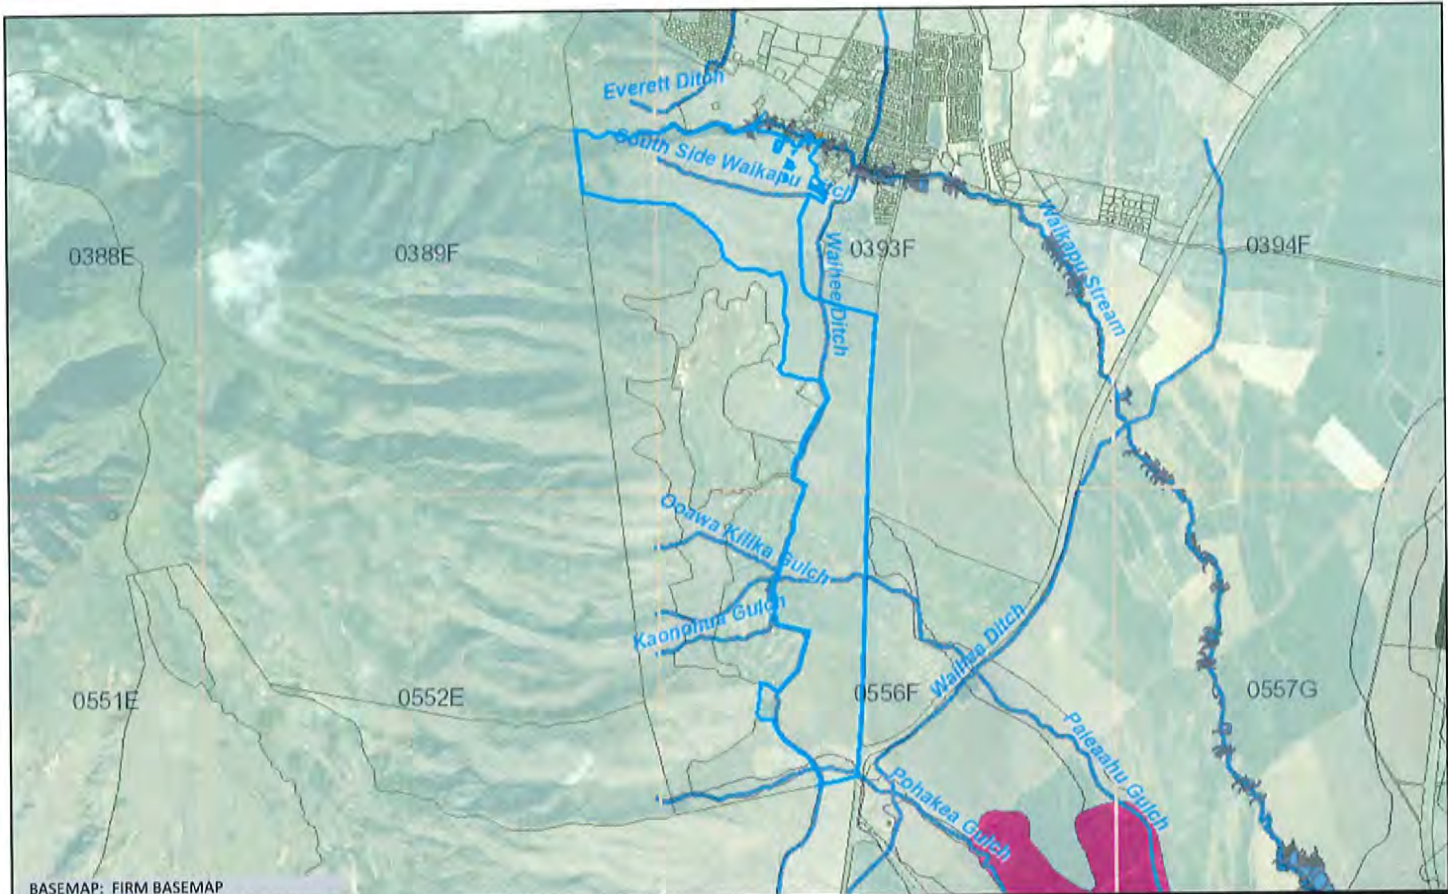 Everett Ditch
South Side Waikapu Ditch
0388E
0389F
Waihee Ditch
0393F
Waikapu Stream
0394F
Ooawa Kilika Gulch
Kaonohua Gulch
Waihee Ditch
0551E
0552E
0556F
0557G
Paleaahu Gulch
Pohakea Gulch
BASEMAP: FIRM BASEMAP